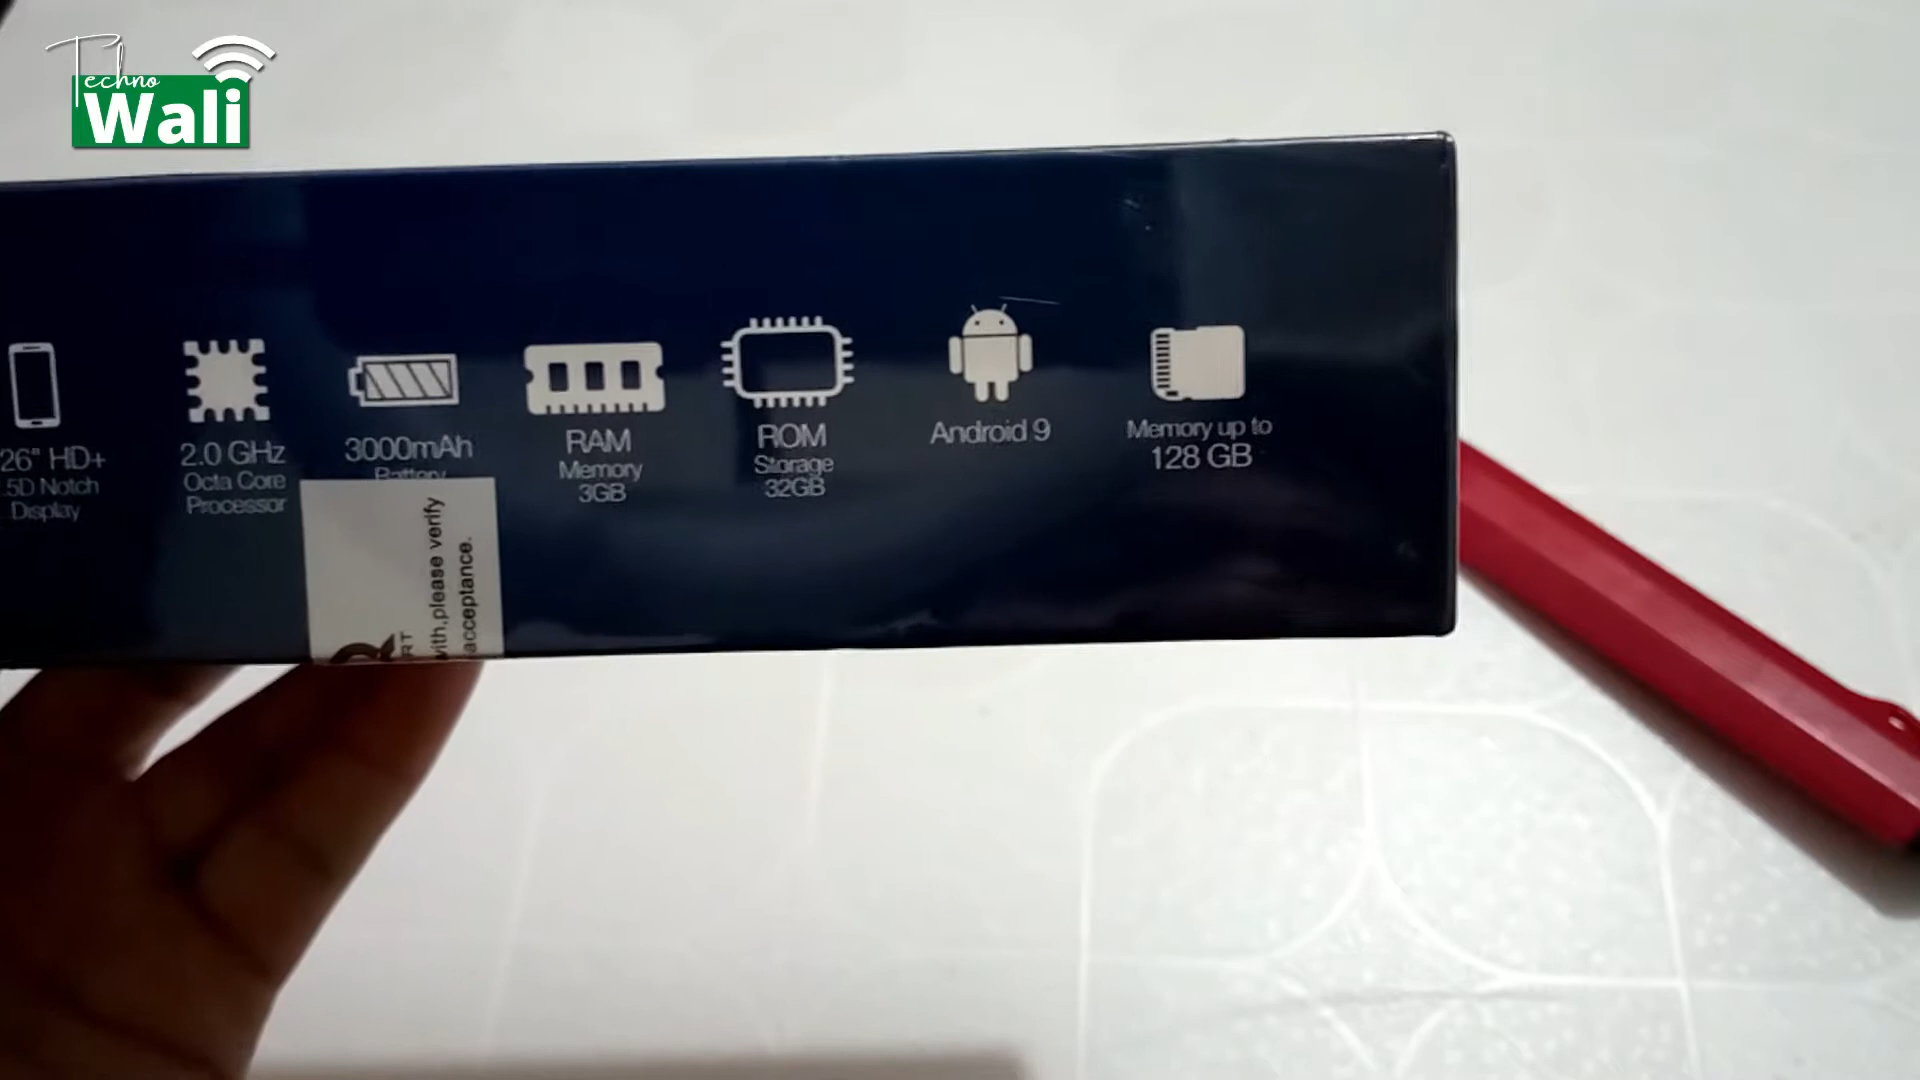 Techno
Wali
26" HD+
.5D Notch
Display
2.0 GHz
Octa Core
Processor
3000mAh
Battery
RAM
Memory
3GB
ROM
Storage
32GB
Android 9
Memory up to
128 GB
with,please verify
acceptance.